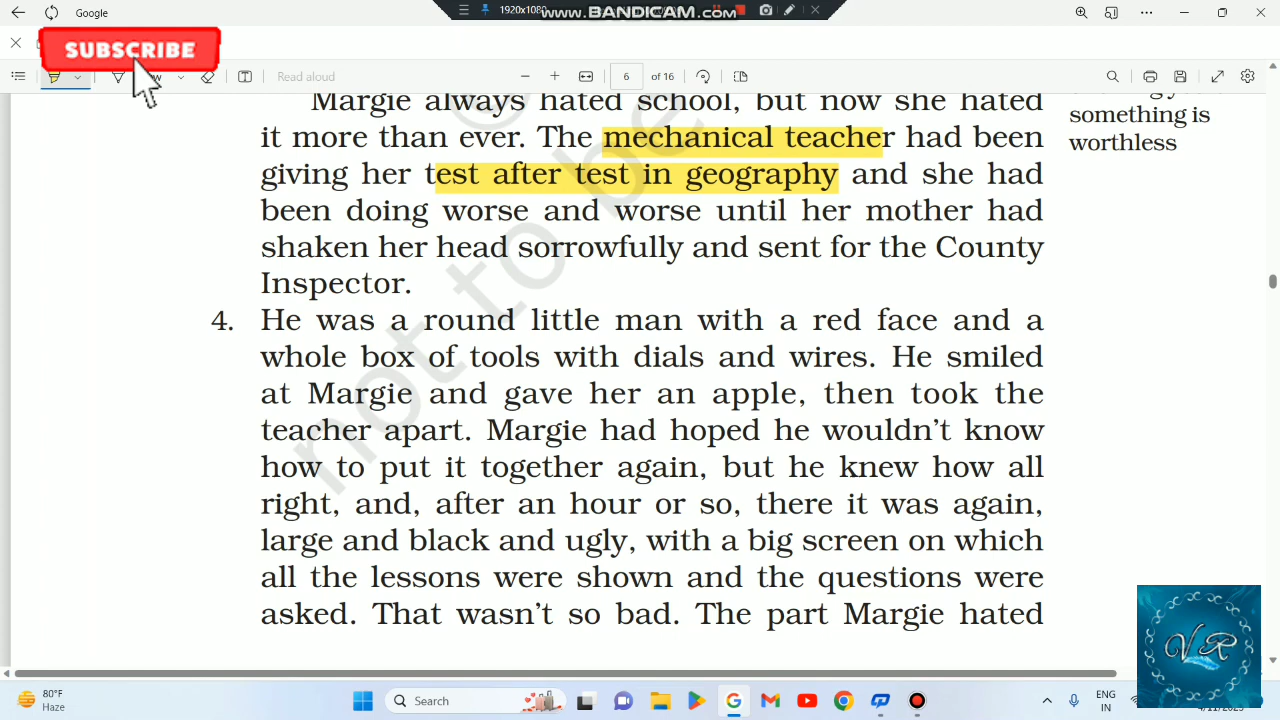 Google
1920x1080
www.BANDICAM.com
SUBSCRIBE
Read aloud
6
of 16
Margie always hated school, but now she hated
it more than ever. The mechanical teacher had been
giving her test after test in geography and she had
been doing worse and worse until her mother had
shaken her head sorrowfully and sent for the County
Inspector.
something is
worthless
4. He was a round little man with a red face and a
whole box of tools with dials and wires. He smiled
at Margie and gave her an apple, then took the
teacher apart. Margie had hoped he wouldn't know
how to put it together again, but he knew how all
right, and, after an hour or so, there it was again,
large and black and ugly, with a big screen on which
all the lessons were shown and the questions were
asked. That wasn't so bad. The part Margie hated
not to be
VR
80°F
Haze
Search
ENG
IN